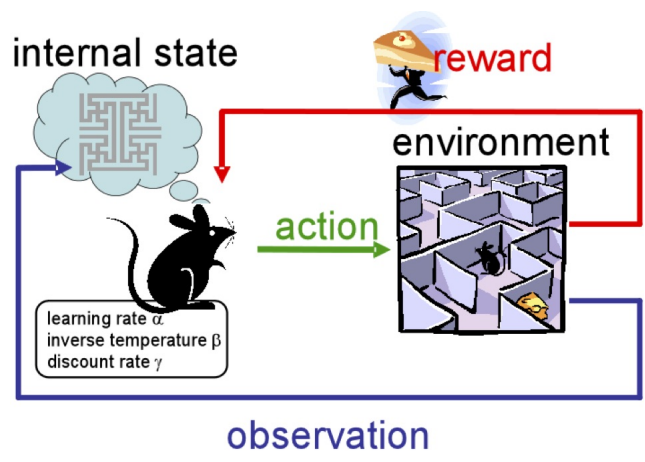 internal state
reward
environment
action
learning rate α
inverse temperature β
discount rate γ
observation